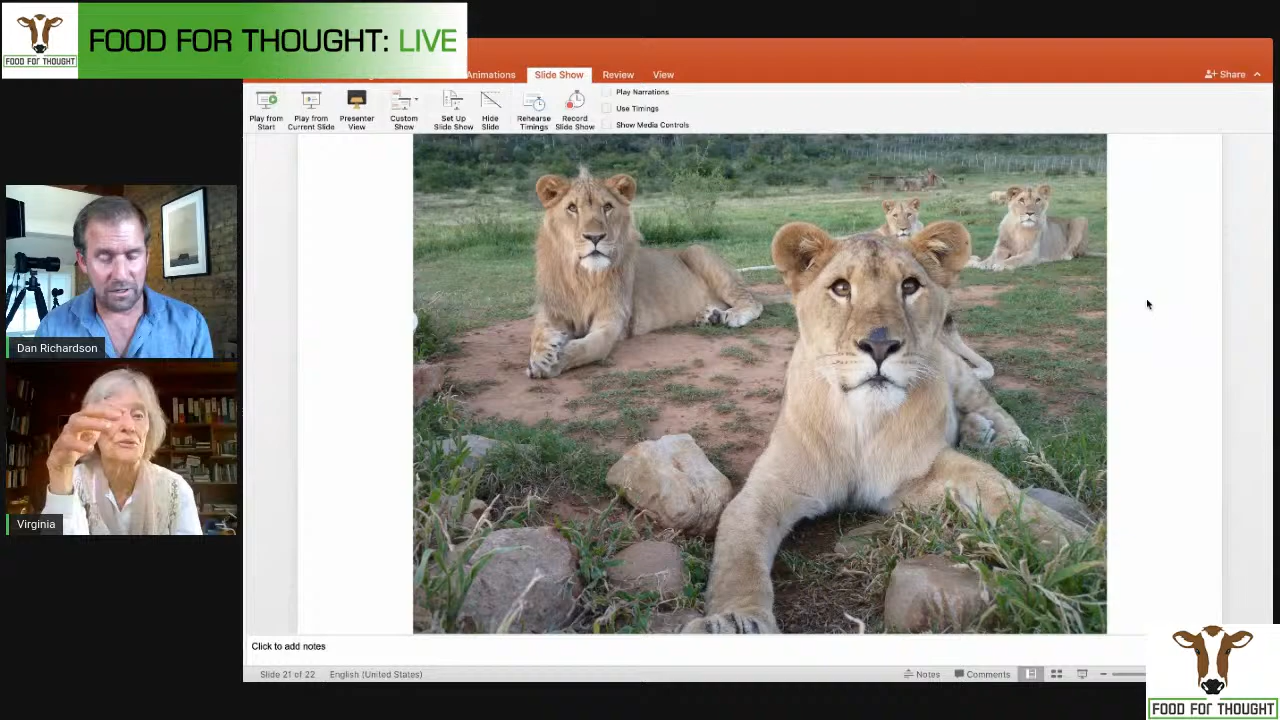 FOOD FOR THOUGHT
FOOD FOR THOUGHT: LIVE
Animations
Slide Show
Review
View
Share
Play from
Start
Play from
Current Slide
Presenter
View
Custom
Show
Set Up
Slide Show
Hide
Slide
Rehearse
Timings
Record
Slide Show
Play Narrations
Use Timings
Show Media Controls
Dan Richardson
Virginia
Click to add notes
Slide 21 of 22
English (United States)
Notes
Comments
FOOD FOR THOUGHT